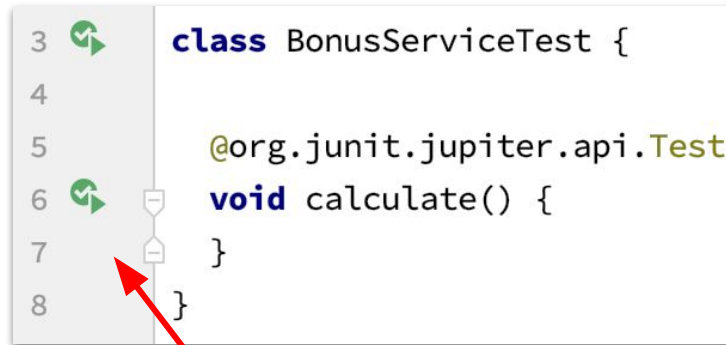 3 class BonusServiceTest {
4
5 @org.junit.jupiter.api.Test
6 void calculate() {
7 }
8 }